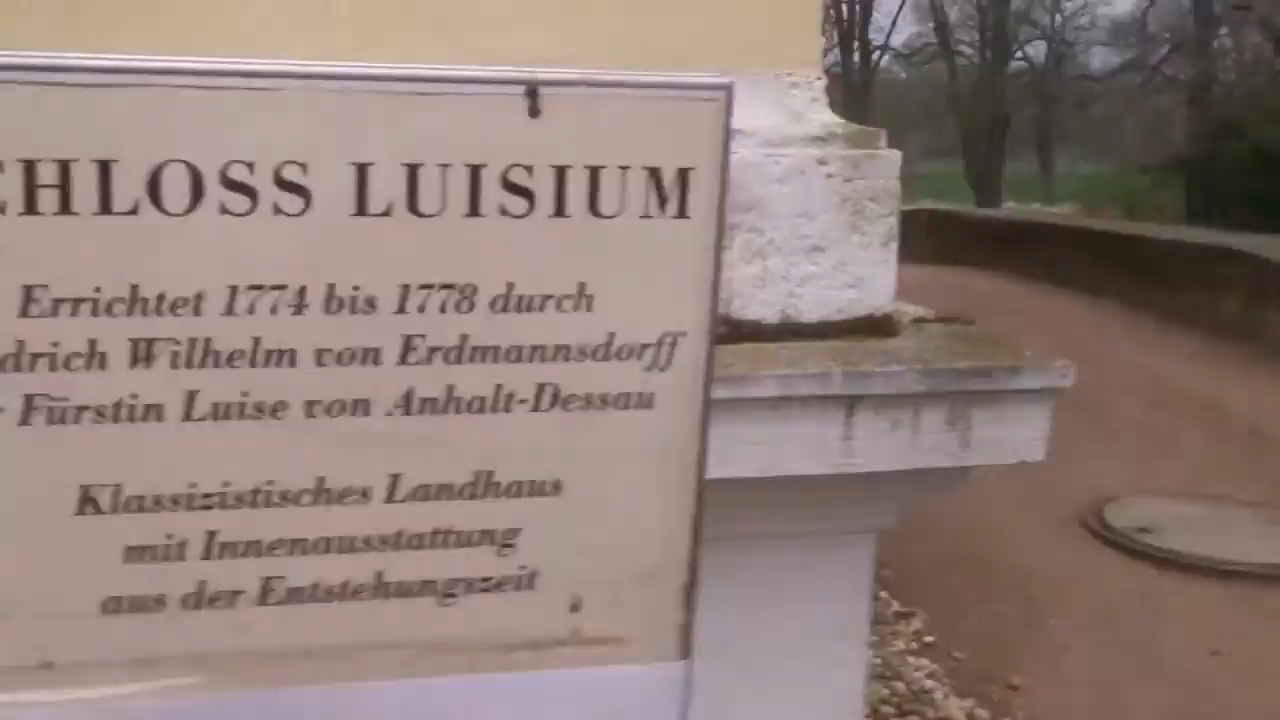 CHLOSS LUISIUM
Errichtet 1774 bis 1778 durch
drich Wilhelm von Erdmannsdorff
Fürstin Luise von Anhalt-Dessau
Klassizistisches Landhaus
mit Innenausstattung
aus der Entstehungszeit